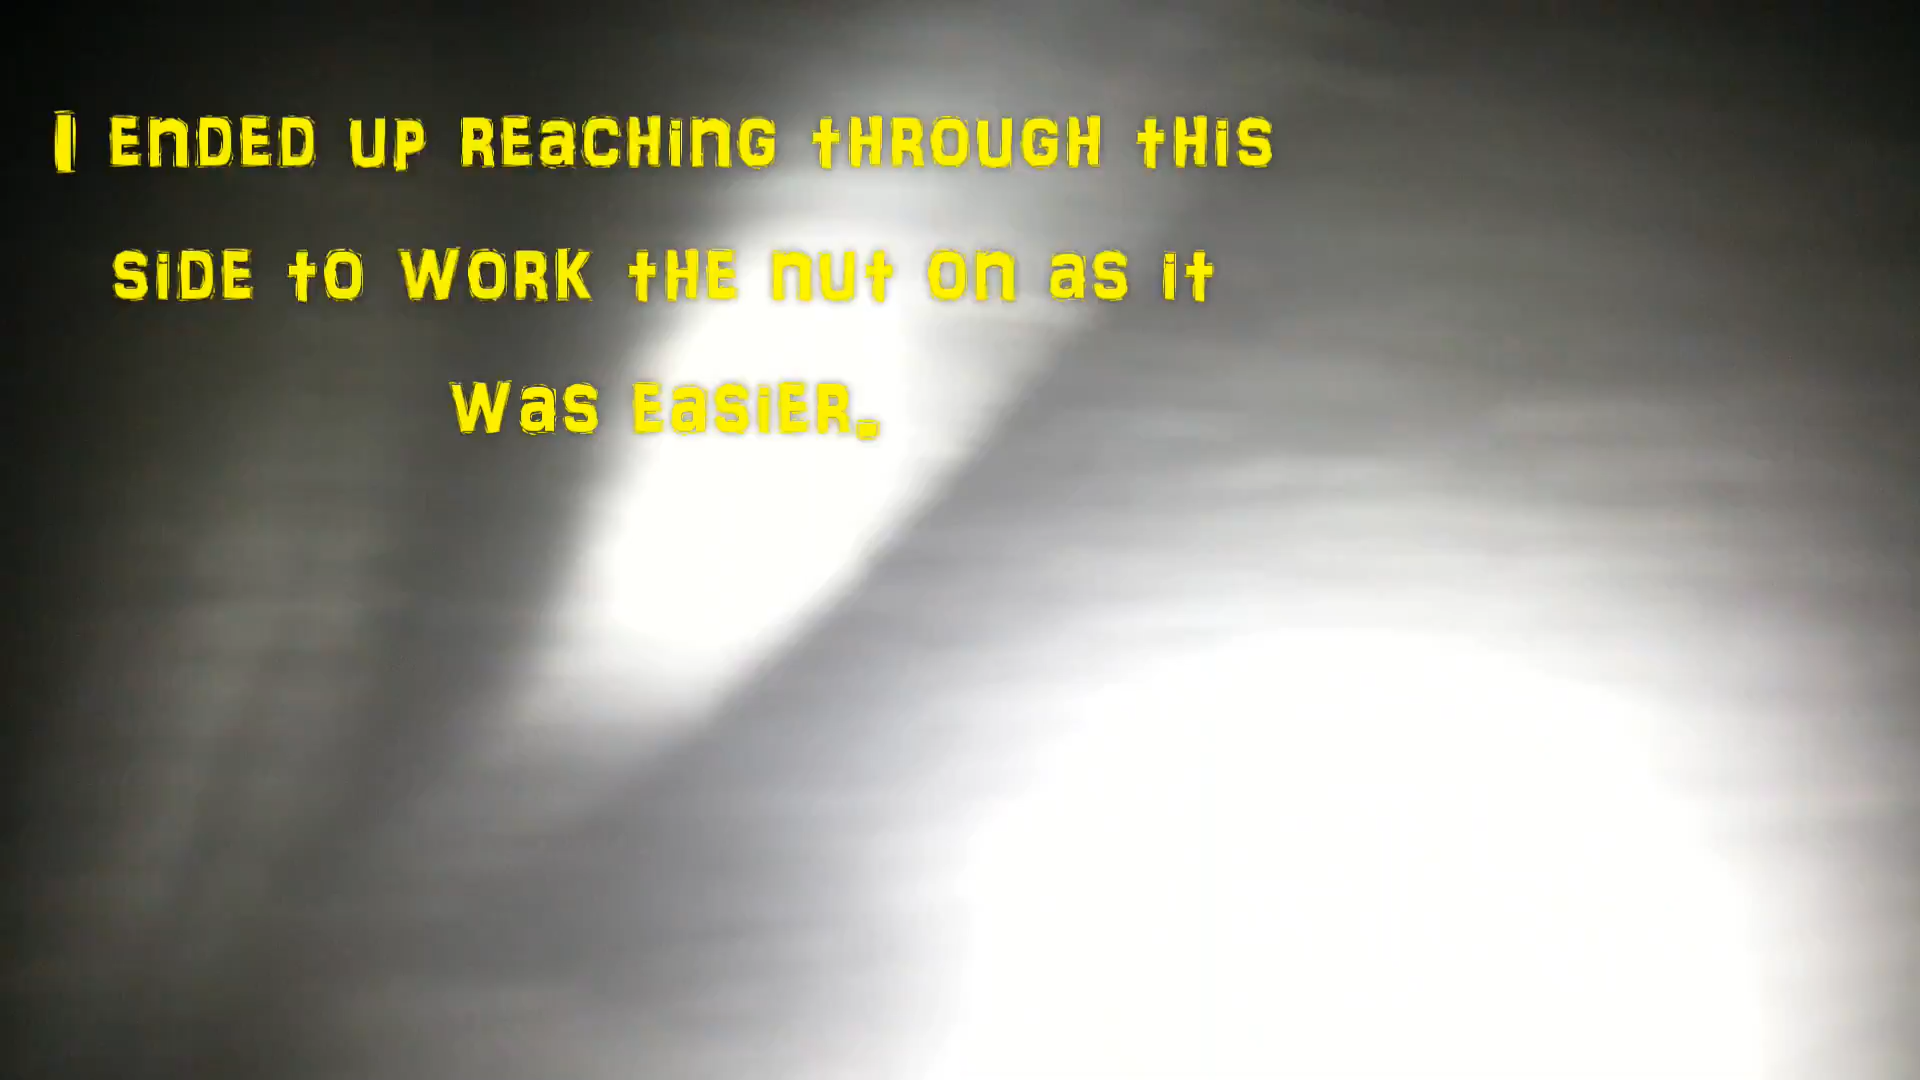 I ENDED UP REACHING THROUGH THIS
SIDE TO WORK THE NUT ON AS IT
WAS EASIER.